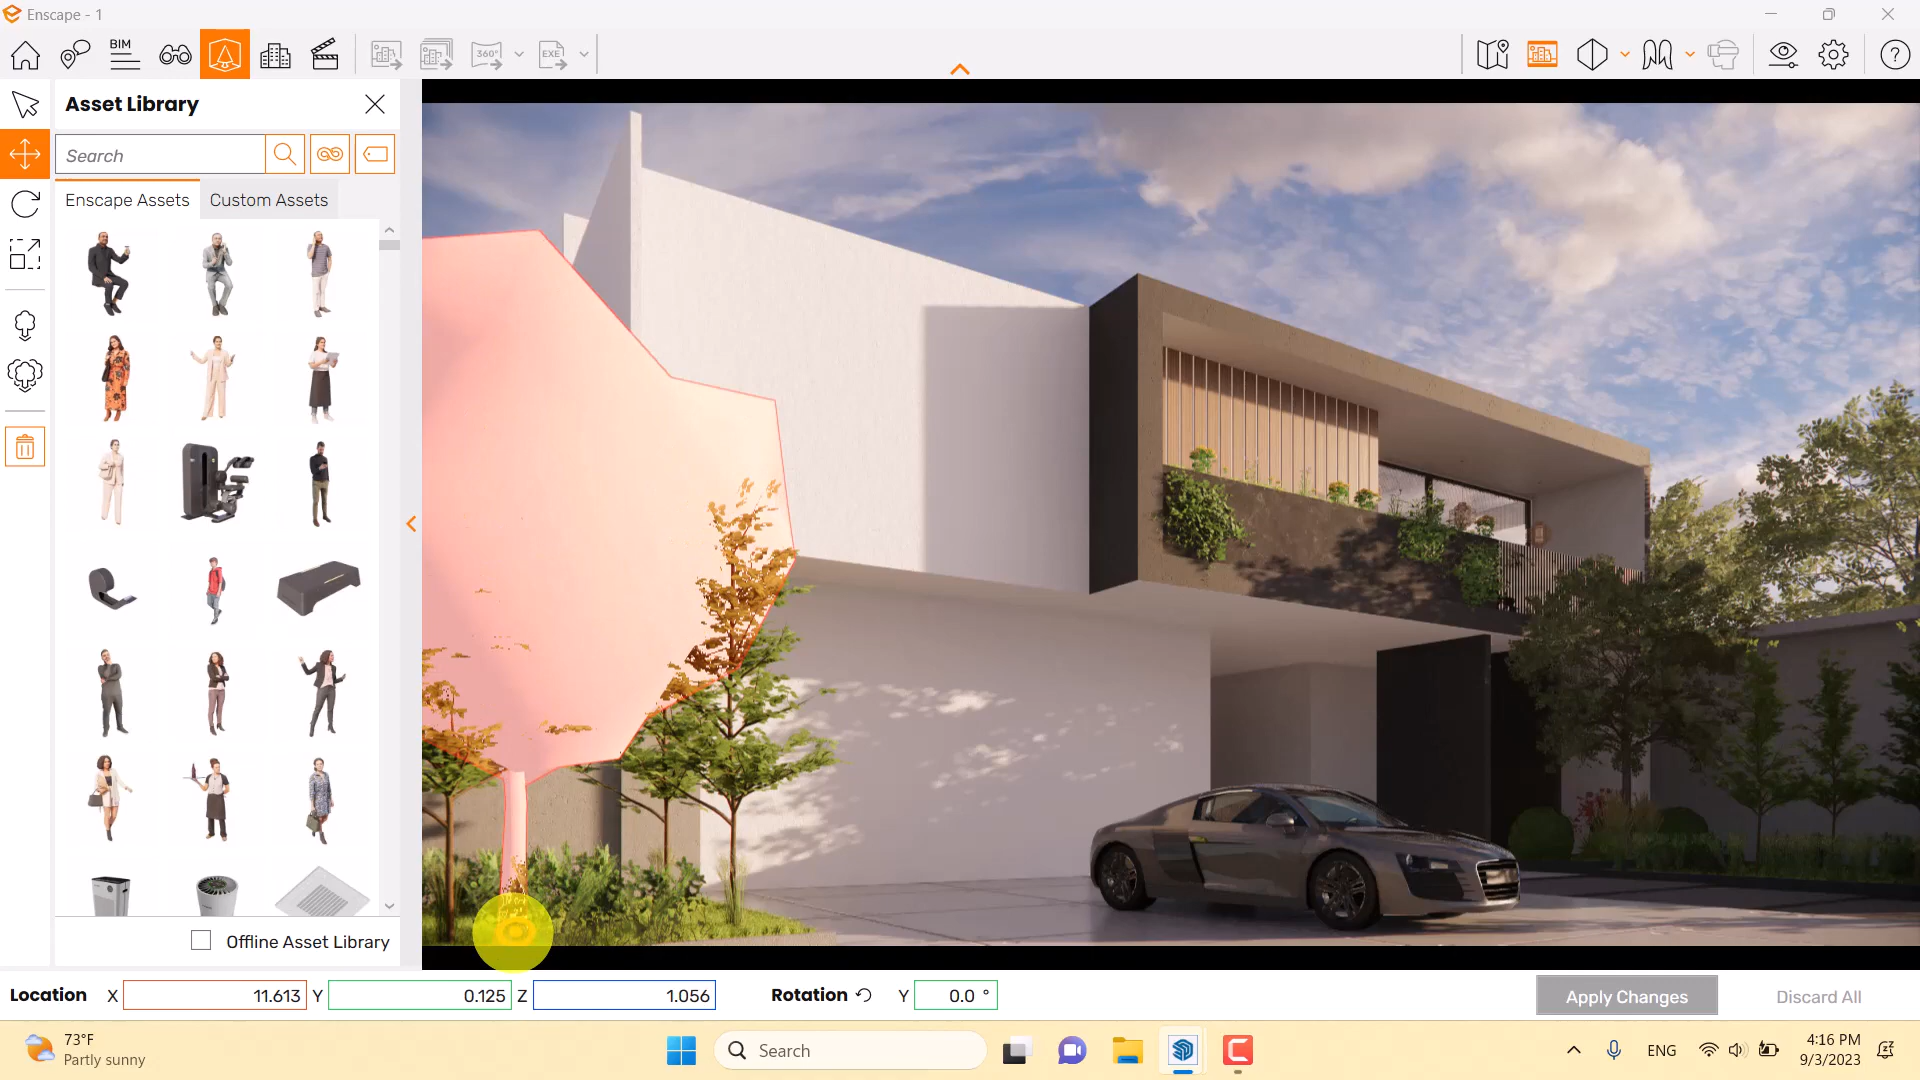 Enscape - 1
BIM
360°
EXE
?
Asset Library
Search
Enscape Assets
Custom Assets
Offline Asset Library
Location X 11.613 Y 0.125 Z 1.056 Rotation Y 0.0 ° Apply Changes Discard All
73°F
Partly sunny
Search
ENG
4:16 PM
9/3/2023